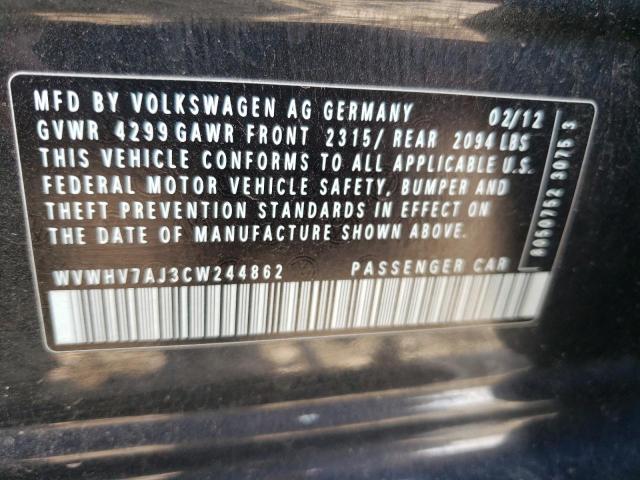 MFD BY VOLKSWAGEN AG GERMANY 02/12
GVWR 4299 GAWR FRONT 2315/ REAR 2094 LBS
THIS VEHICLE CONFORMS TO ALL APPLICABLE U.S.
FEDERAL MOTOR VEHICLE SAFETY, BUMPER AND
THEFT PREVENTION STANDARDS IN EFFECT ON
THE DATE OF MANUFACTURE SHOWN ABOVE.
WVWHV7AJ3CW244862 PASSENGER CAR